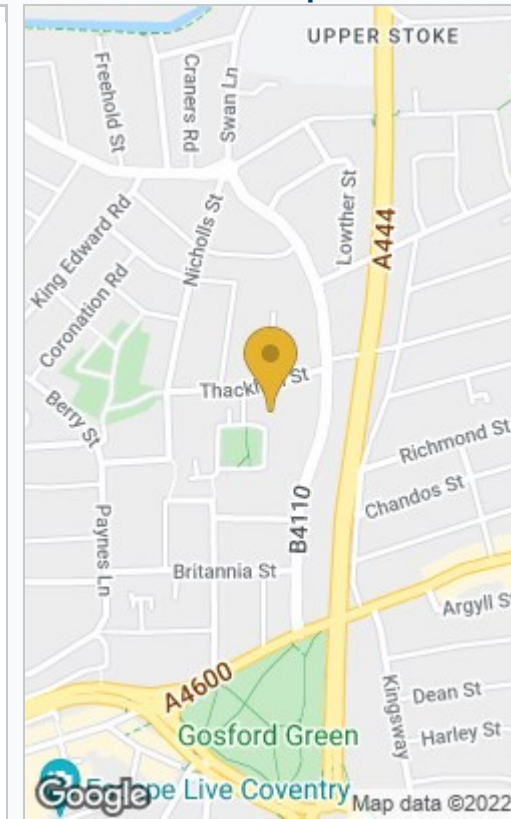 UPPER STOKE
Freehold St
Craners Rd
Swan Ln
Lowther St
A444
King Edward Rd
Nicholls St
Coronation Rd
Berry St
Richmond St
Chandos St
Paynes Ln
B4110
Britannia St
Argyll
A4600
Kingsway
Dean St
Harley St
Gosford Green
Live Coventry
Google
Map data ©2022